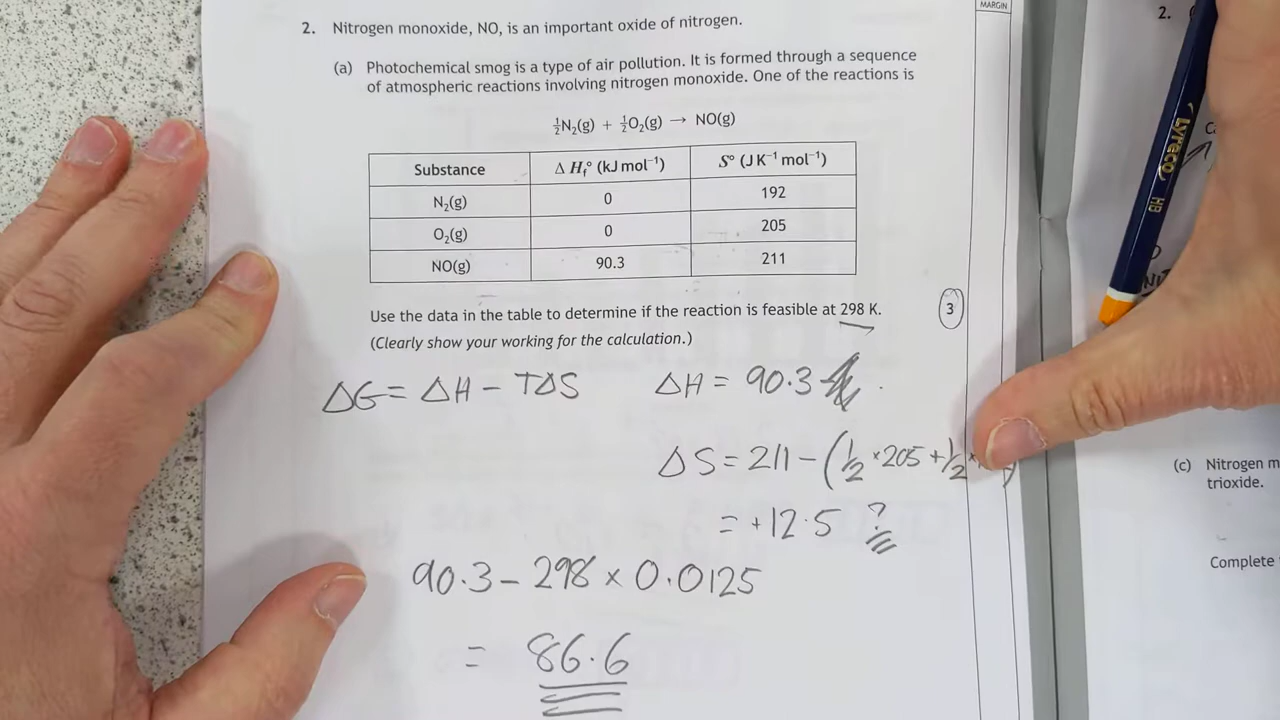 MARGIN
2. Nitrogen monoxide, NO, is an important oxide of nitrogen.
(a) Photochemical smog is a type of air pollution. It is formed through a sequence
of atmospheric reactions involving nitrogen monoxide. One of the reactions is
½N₂(g) + ½O₂(g) → NO(g)
Substance Δ Hf° (kJ mol⁻¹) S° (J K⁻¹ mol⁻¹)
N₂(g) 0 192
O₂(g) 0 205
NO(g) 90.3 211
Use the data in the table to determine if the reaction is feasible at 298 K. 3
(Clearly show your working for the calculation.)
ΔG = ΔH – TΔS
ΔH = 90.3
ΔS = 211 – (½ × 205 + ½ ×
= +12.5 ?
90.3 – 298 × 0.0125
= 86.6
2.
Lyreco HB
(c) Nitrogen m
trioxide.
Complete